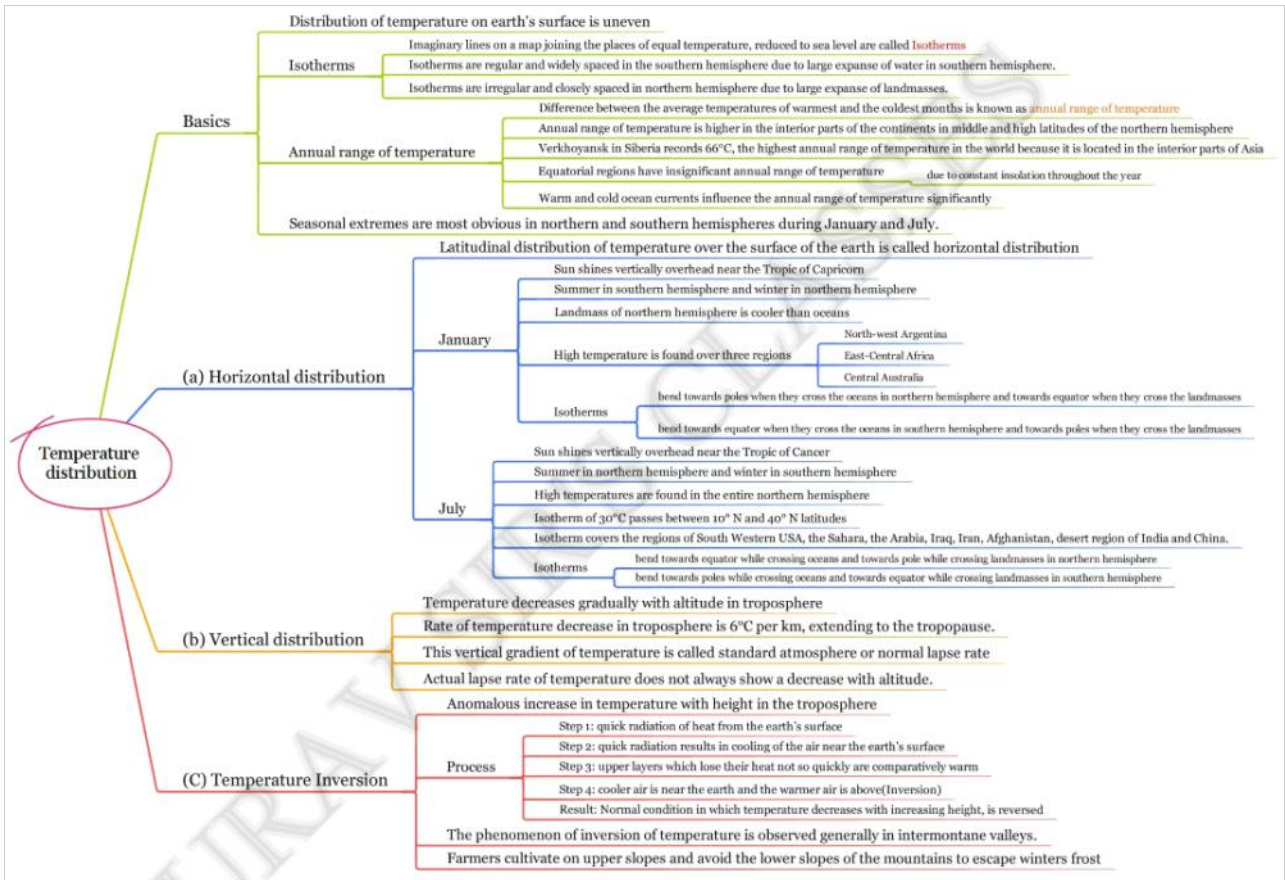 Temperature
distribution
Basics
Distribution of temperature on earth's surface is uneven
Isotherms
Imaginary lines on a map joining the places of equal temperature, reduced to sea level are called Isotherms
Isotherms are regular and widely spaced in the southern hemisphere due to large expanse of water in southern hemisphere.
Isotherms are irregular and closely spaced in northern hemisphere due to large expanse of landmasses.
Annual range of temperature
Difference between the average temperatures of warmest and the coldest months is known as annual range of temperature
Annual range of temperature is higher in the interior parts of the continents in middle and high latitudes of the northern hemisphere
Verkhoyansk in Siberia records 66°C, the highest annual range of temperature in the world because it is located in the interior parts of Asia
Equatorial regions have insignificant annual range of temperature
due to constant insolation throughout the year
Warm and cold ocean currents influence the annual range of temperature significantly
Seasonal extremes are most obvious in northern and southern hemispheres during January and July.
(a) Horizontal distribution
Latitudinal distribution of temperature over the surface of the earth is called horizontal distribution
January
Sun shines vertically overhead near the Tropic of Capricorn
Summer in southern hemisphere and winter in northern hemisphere
Landmass of northern hemisphere is cooler than oceans
High temperature is found over three regions
North-west Argentina
East-Central Africa
Central Australia
Isotherms
bend towards poles when they cross the oceans in northern hemisphere and towards equator when they cross the landmasses
bend towards equator when they cross the oceans in southern hemisphere and towards poles when they cross the landmasses
July
Sun shines vertically overhead near the Tropic of Cancer
Summer in northern hemisphere and winter in southern hemisphere
High temperatures are found in the entire northern hemisphere
Isotherm of 30°C passes between 10° N and 40° N latitudes
Isotherm covers the regions of South Western USA, the Sahara, the Arabia, Iraq, Iran, Afghanistan, desert region of India and China.
Isotherms
bend towards equator while crossing oceans and towards pole while crossing landmasses in northern hemisphere
bend towards poles while crossing oceans and towards equator while crossing landmasses in southern hemisphere
(b) Vertical distribution
Temperature decreases gradually with altitude in troposphere
Rate of temperature decrease in troposphere is 6°C per km, extending to the tropopause.
This vertical gradient of temperature is called standard atmosphere or normal lapse rate
Actual lapse rate of temperature does not always show a decrease with altitude.
(C) Temperature Inversion
Anomalous increase in temperature with height in the troposphere
Process
Step 1: quick radiation of heat from the earth's surface
Step 2: quick radiation results in cooling of the air near the earth's surface
Step 3: upper layers which lose their heat not so quickly are comparatively warm
Step 4: cooler air is near the earth and the warmer air is above(Inversion)
Result: Normal condition in which temperature decreases with increasing height, is reversed
The phenomenon of inversion of temperature is observed generally in intermontane valleys.
Farmers cultivate on upper slopes and avoid the lower slopes of the mountains to escape winters frost
URAV SIR'S CLASSES